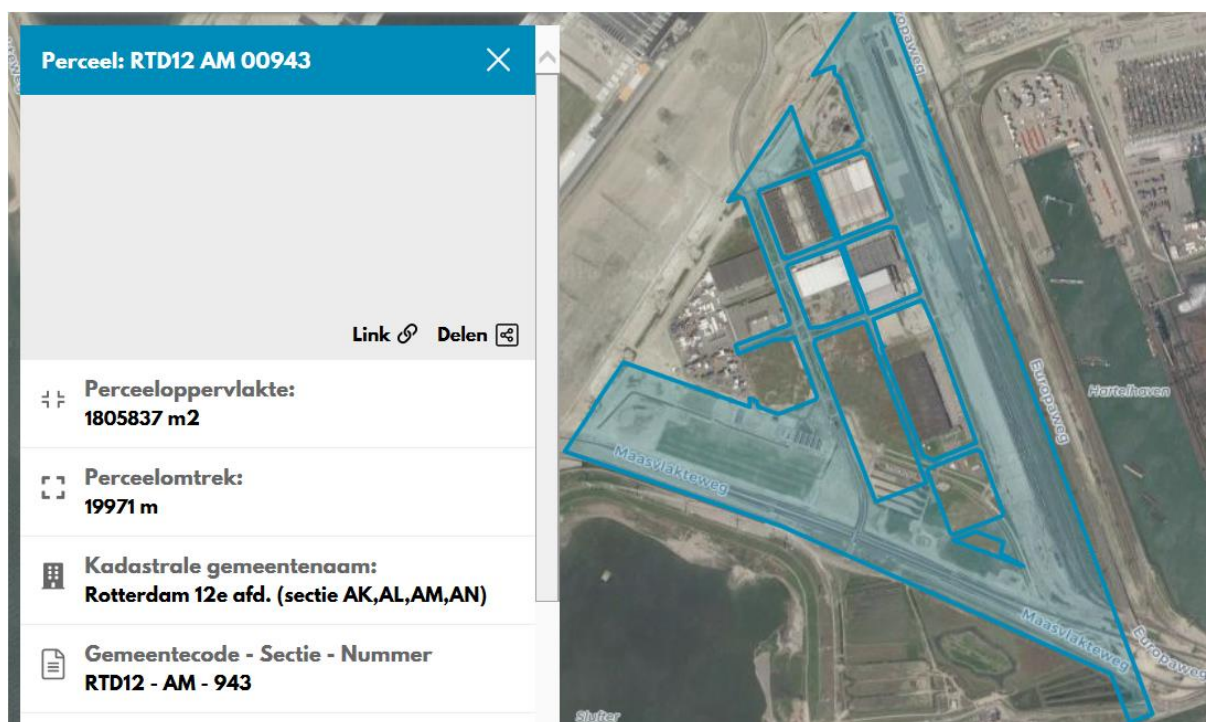 Perceel: RTD12 AM 00943
Link
Delen
Perceeloppervlakte:
1805837 m2
Perceelomtrek:
19971 m
Kadastrale gemeentenaam:
Rotterdam 12e afd. (sectie AK,AL,AM,AN)
Gemeentecode - Sectie - Nummer
RTD12 - AM - 943
Europaweg
Hartelhaven
Maasvlakteweg
Maasvlakteweg
Europaweg
Slufter